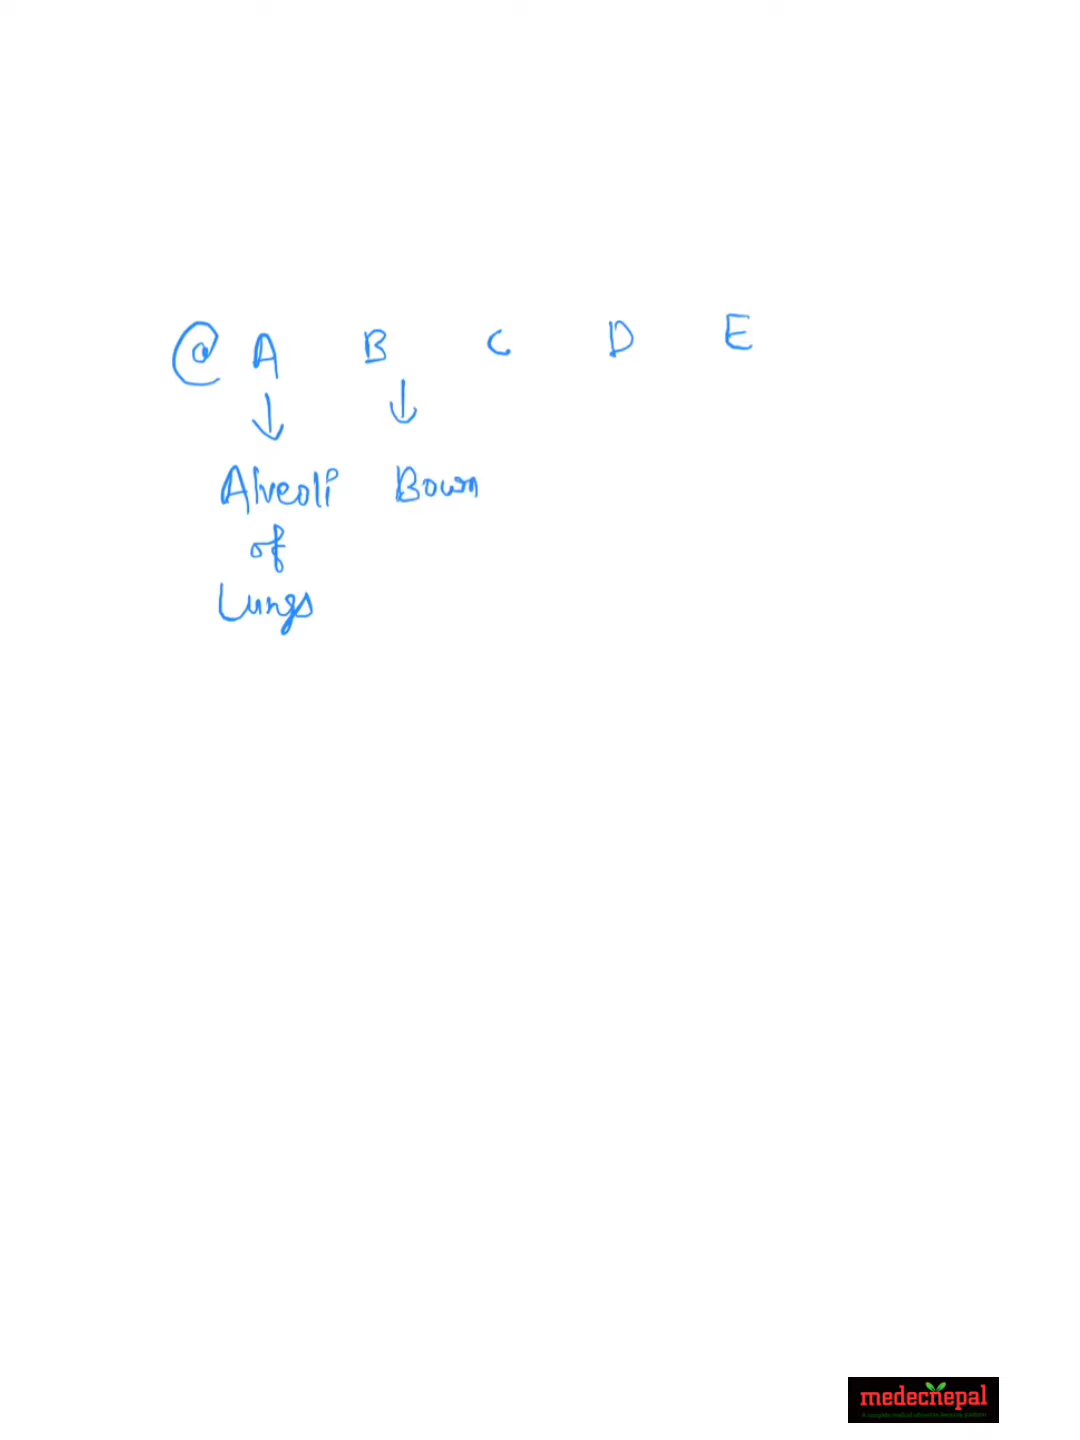 @ A B C D E
↓ ↓
Alveoli Bown
of
Lungs
medecnepal